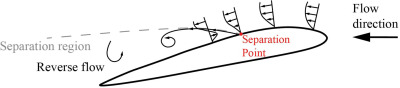 Flow
direction
Separation region
Separation
Point
Reverse flow